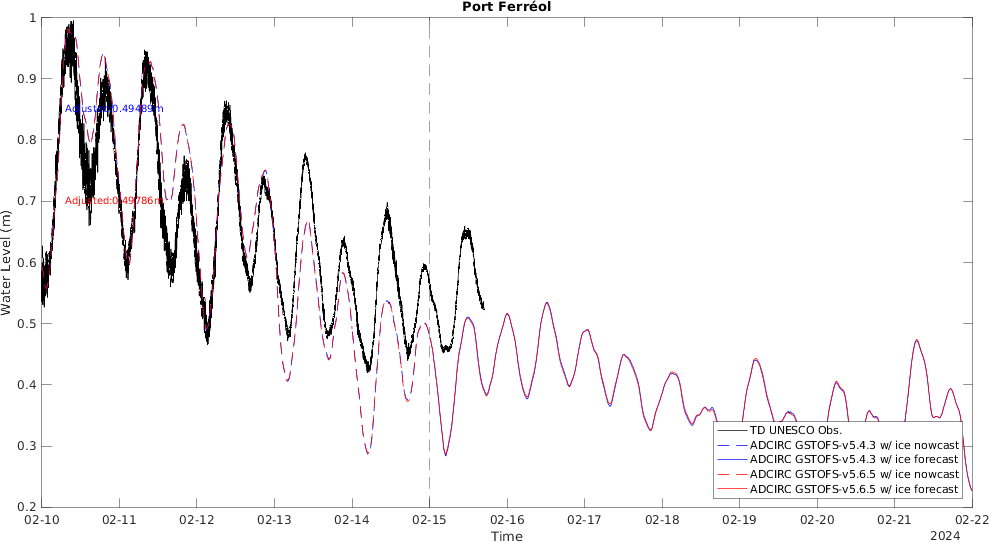 Port Ferréol
Water Level (m)
1
0.9
0.8
0.7
0.6
0.5
0.4
0.3
0.2
Adjusted:0.49489m
Adjusted:0.49786m
TD UNESCO Obs.
ADCIRC GSTOFS-v5.4.3 w/ ice nowcast
ADCIRC GSTOFS-v5.4.3 w/ ice forecast
ADCIRC GSTOFS-v5.6.5 w/ ice nowcast
ADCIRC GSTOFS-v5.6.5 w/ ice forecast
02-10 02-11 02-12 02-13 02-14 02-15 02-16 02-17 02-18 02-19 02-20 02-21 02-22
Time
2024